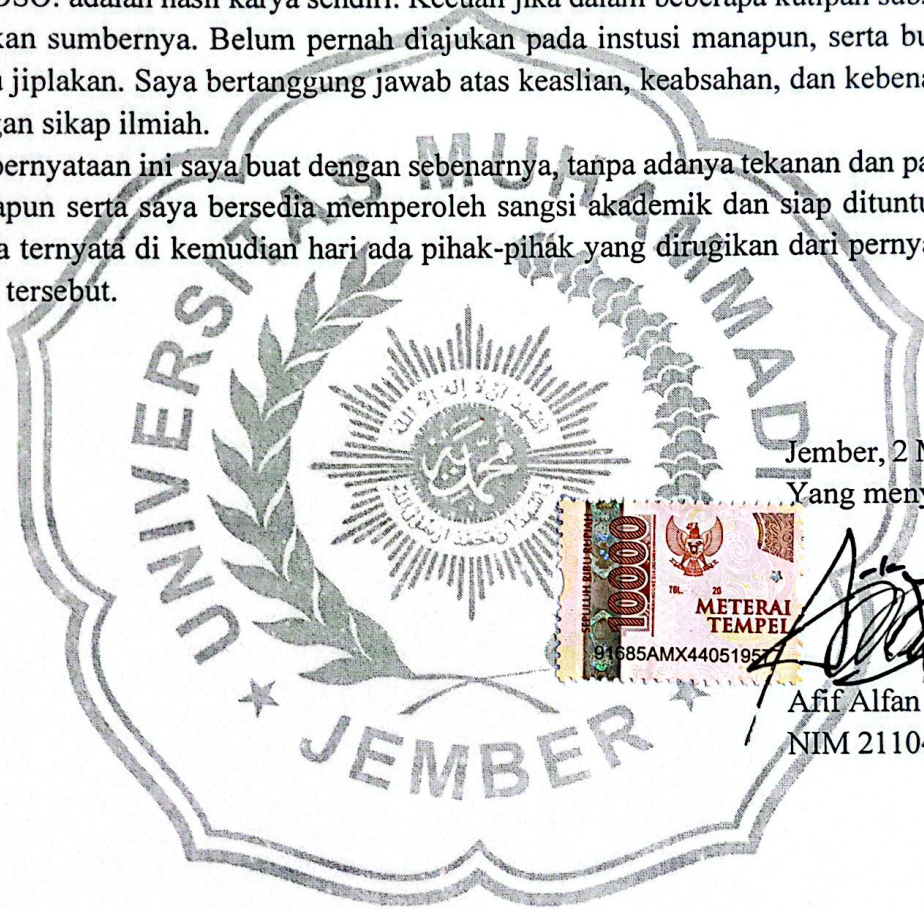 OSO. adalah hasil karya sendiri. Kecuali jika dalam beberapa kutipan subs
kan sumbernya. Belum pernah diajukan pada instusi manapun, serta bu
jiplakan. Saya bertanggung jawab atas keaslian, keabsahan, dan kebena
gan sikap ilmiah.
pernyataan ini saya buat dengan sebenarnya, tanpa adanya tekanan dan pa
apun serta saya bersedia memperoleh sangsi akademik dan siap dituntu
a ternyata di kemudian hari ada pihak-pihak yang dirugikan dari pernya
tersebut.
UNIVERSITAS MUHAMMADI
JEMBER
محمد
Jember, 2 M
Yang meny
SEPULUH RIBU RUPIAH
10000
TGL. 20
METERAI
TEMPEL
91685AMX44051957
Afif Alfan
NIM 2110